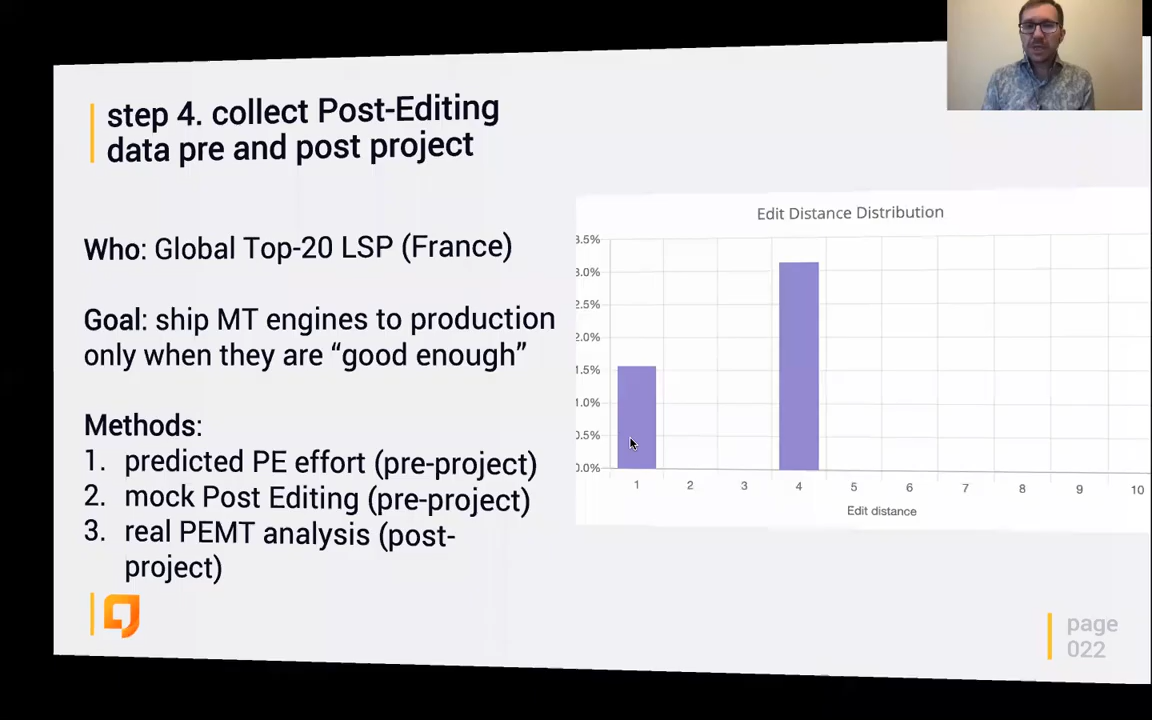 step 4. collect Post-Editing
data pre and post project
Who: Global Top-20 LSP (France)
Goal: ship MT engines to production
only when they are “good enough”
Methods:
1. predicted PE effort (pre-project)
2. mock Post Editing (pre-project)
3. real PEMT analysis (post-
project)
Edit Distance Distribution
3.5%
3.0%
2.5%
2.0%
1.5%
1.0%
0.5%
0.0%
1 2 3 4 5 6 7 8 9 10
Edit distance
page
022